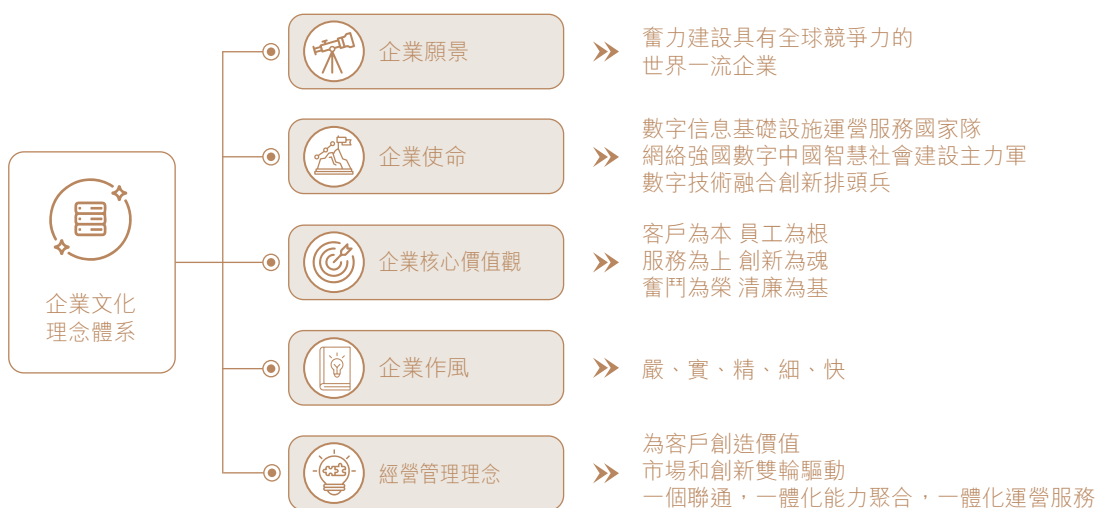 企業文化
理念體系
企業願景
奮力建設具有全球競爭力的
世界一流企業
企業使命
數字信息基礎設施運營服務國家隊
網絡強國數字中國智慧社會建設主力軍
數字技術融合創新排頭兵
企業核心價值觀
客戶為本 員工為根
服務為上 創新為魂
奮鬥為榮 清廉為基
企業作風
嚴、實、精、細、快
經營管理理念
為客戶創造價值
市場和創新雙輪驅動
一個聯通，一體化能力聚合，一體化運營服務